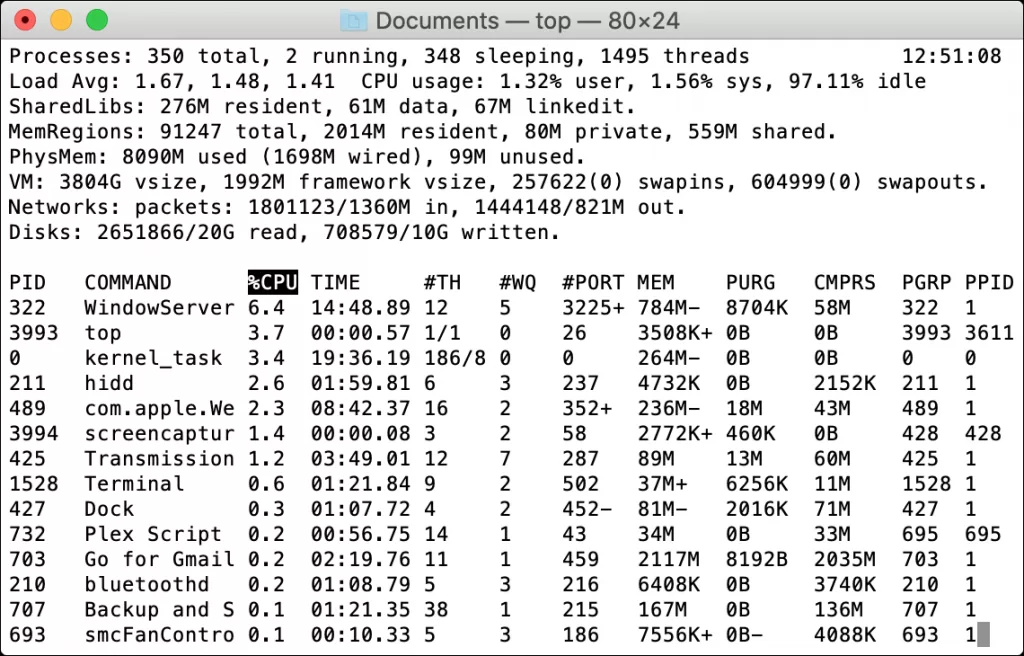 Documents — top — 80×24
Processes: 350 total, 2 running, 348 sleeping, 1495 threads 12:51:08
Load Avg: 1.67, 1.48, 1.41 CPU usage: 1.32% user, 1.56% sys, 97.11% idle
SharedLibs: 276M resident, 61M data, 67M linkedit.
MemRegions: 91247 total, 2014M resident, 80M private, 559M shared.
PhysMem: 8090M used (1698M wired), 99M unused.
VM: 3804G vsize, 1992M framework vsize, 257622(0) swapins, 604999(0) swapouts.
Networks: packets: 1801123/1360M in, 1444148/821M out.
Disks: 2651866/20G read, 708579/10G written.
PID COMMAND %CPU TIME #TH #WQ #PORT MEM PURG CMPRS PGRP PPID
322 WindowServer 6.4 14:48.89 12 5 3225+ 784M- 8704K 58M 322 1
3993 top 3.7 00:00.57 1/1 0 26 3508K+ 0B 0B 3993 3611
0 kernel_task 3.4 19:36.19 186/8 0 0 264M- 0B 0B 0 0
211 hidd 2.6 01:59.81 6 3 237 4732K 0B 2152K 211 1
489 com.apple.We 2.3 08:42.37 16 2 352+ 236M- 18M 43M 489 1
3994 screencaptur 1.4 00:00.08 3 2 58 2772K+ 460K 0B 428 428
425 Transmission 1.2 03:49.01 12 7 287 89M 13M 60M 425 1
1528 Terminal 0.6 01:21.84 9 2 502 37M+ 6256K 11M 1528 1
427 Dock 0.3 01:07.72 4 2 452- 81M- 2016K 71M 427 1
732 Plex Script 0.2 00:56.75 14 1 43 34M 0B 33M 695 695
703 Go for Gmail 0.2 02:19.76 11 1 459 2117M 8192B 2035M 703 1
210 bluetoothd 0.2 01:08.79 5 3 216 6408K 0B 3740K 210 1
707 Backup and S 0.1 01:21.35 38 1 215 167M 0B 136M 707 1
693 smcFanContro 0.1 00:10.33 5 3 186 7556K+ 0B- 4088K 693 1